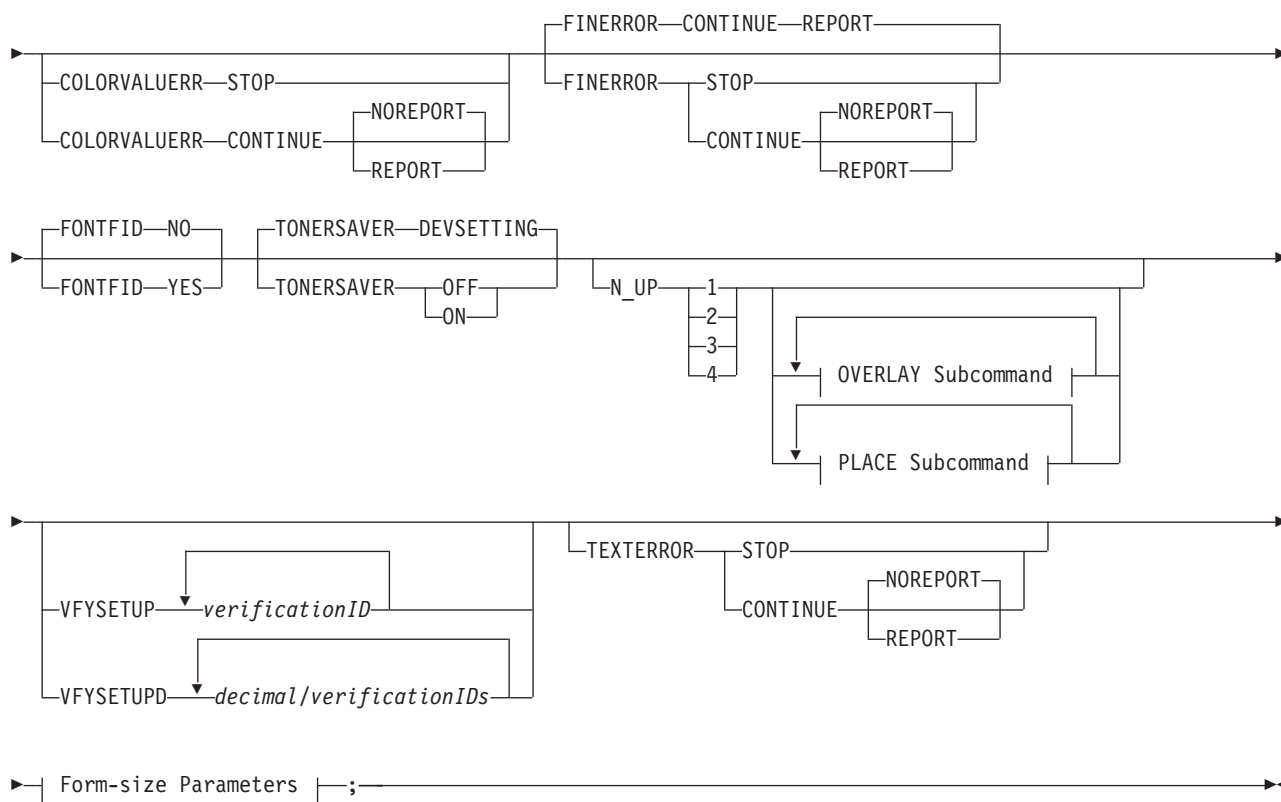 FINERROR CONTINUE REPORT
COLORVALUERR STOP FINERROR STOP
NOREPORT NOREPORT
COLORVALUERR CONTINUE CONTINUE
REPORT REPORT
FONTFID NO TONERSAVER DEVSETTING
FONTFID YES TONERSAVER OFF N_UP 1
ON 2
3
4
OVERLAY Subcommand
PLACE Subcommand
TEXTERROR STOP
NOREPORT
VFYSETUP verificationID CONTINUE
REPORT
VFYSETUPD decimal/verificationIDs
Form-size Parameters ;